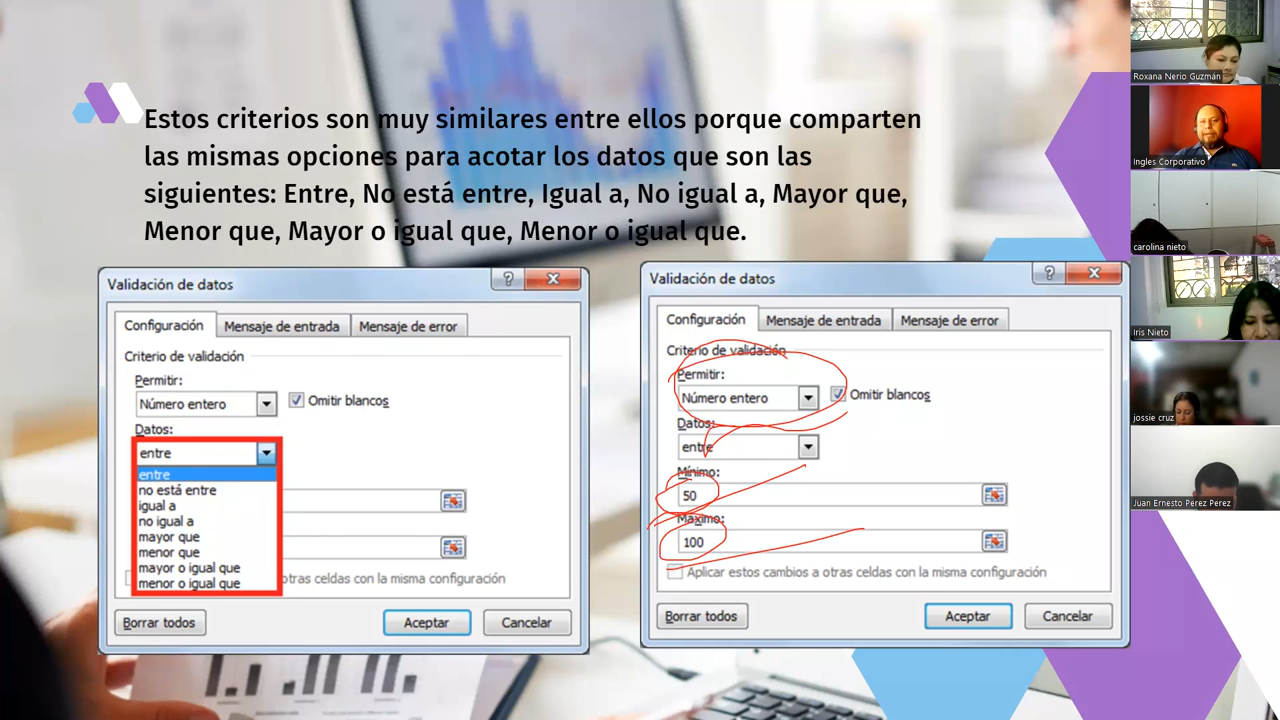 Estos criterios son muy similares entre ellos porque comparten
las mismas opciones para acotar los datos que son las
siguientes: Entre, No está entre, Igual a, No igual a, Mayor que,
Menor que, Mayor o igual que, Menor o igual que.
Validación de datos
Configuración
Mensaje de entrada
Mensaje de error
Criterio de validación
Permitir:
Número entero
Omitir blancos
Datos:
entre
entre
no está entre
igual a
no igual a
mayor que
menor que
mayor o igual que
menor o igual que
otras celdas con la misma configuración
Borrar todos
Aceptar
Cancelar
Validación de datos
Configuración
Mensaje de entrada
Mensaje de error
Criterio de validación
Permitir:
Número entero
Omitir blancos
Datos:
entre
Mínimo:
50
Máximo:
100
Aplicar estos cambios a otras celdas con la misma configuración
Borrar todos
Aceptar
Cancelar
Roxana Nerio Guzmán
Ingles Corporativo
carolina nieto
Iris Nieto
jossie cruz
Juan Ernesto Perez Perez